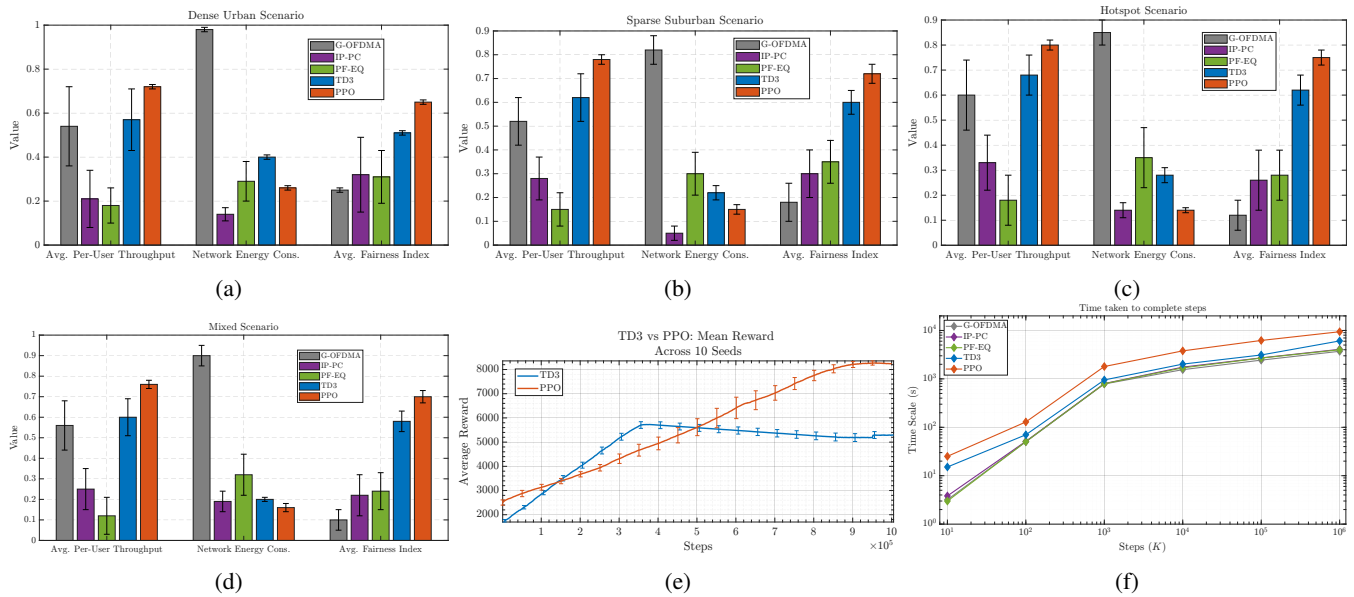 Dense Urban Scenario
1.2
1
0.8
0.6
0.4
0.2
0
Value
G-OFDMA
IP-PC
PF-EQ
TD3
PPO
Avg. Per-User Throughput
Network Energy Cons.
Avg. Fairness Index
(a)
Sparse Suburban Scenario
0.9
0.8
0.7
0.6
0.5
0.4
0.3
0.2
0.1
0
Value
G-OFDMA
IP-PC
PF-EQ
TD3
PPO
Avg. Per-User Throughput
Network Energy Cons.
Avg. Fairness Index
(b)
Hotspot Scenario
0.9
0.8
0.7
0.6
0.5
0.4
0.3
0.2
0.1
0
Value
G-OFDMA
IP-PC
PF-EQ
TD3
PPO
Avg. Per-User Throughput
Network Energy Cons.
Avg. Fairness Index
(c)
Mixed Scenario
1
0.9
0.8
0.7
0.6
0.5
0.4
0.3
0.2
0.1
0
Value
G-OFDMA
IP-PC
PF-EQ
TD3
PPO
Avg. Per-User Throughput
Network Energy Cons.
Avg. Fairness Index
(d)
TD3 vs PPO: Mean Reward
Across 10 Seeds
8000
7000
6000
5000
4000
3000
2000
Average Reward
TD3
PPO
1 2 3 4 5 6 7 8 9 10
Steps
×10⁵
(e)
Time taken to complete steps
10⁴
10³
10²
10¹
10⁰
Time Scale (s)
G-OFDMA
IP-PC
PF-EQ
TD3
PPO
10¹ 10² 10³ 10⁴ 10⁵ 10⁶
Steps (K)
(f)